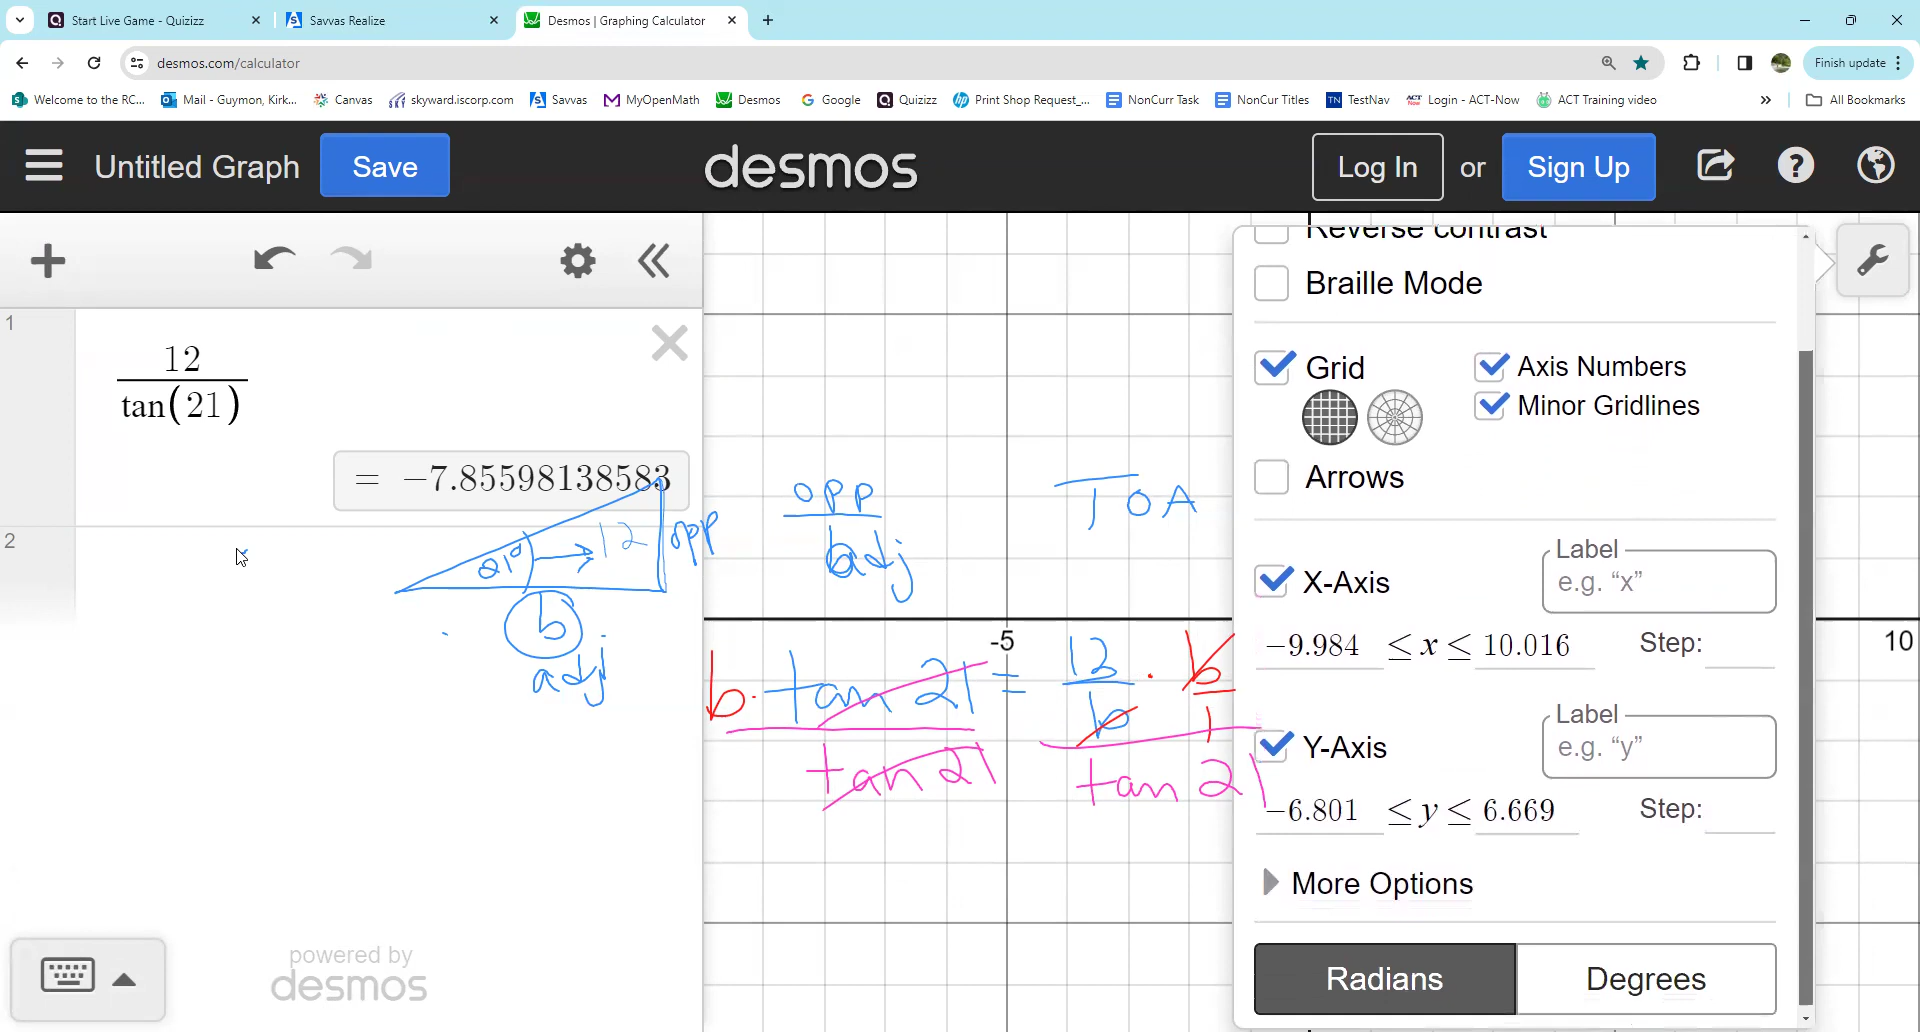 Start Live Game - Quizizz
Savvas Realize
Desmos | Graphing Calculator
desmos.com/calculator
Finish update
Welcome to the RC...
Mail - Guymon, Kirk...
Canvas
skyward.iscorp.com
Savvas
MyOpenMath
Desmos
Google
Quizizz
Print Shop Request_...
NonCurr Task
NonCur Titles
TestNav
Login - ACT-Now
ACT Training video
All Bookmarks
Untitled Graph
Save
desmos
Log In
or
Sign Up
Reverse contrast
Braille Mode
Grid
Axis Numbers
Minor Gridlines
Arrows
1
12
tan(21)
= −7.85598138583
2
21°
12
opp
b
adj
opp
adj
TOA
-5
10
b · tan 21 = 12/b · b/1
tan 21
tan 21
X-Axis
Label
e.g. “x”
−9.984 ≤ x ≤ 10.016
Step:
Y-Axis
Label
e.g. “y”
−6.801 ≤ y ≤ 6.669
Step:
More Options
Radians
Degrees
powered by
desmos